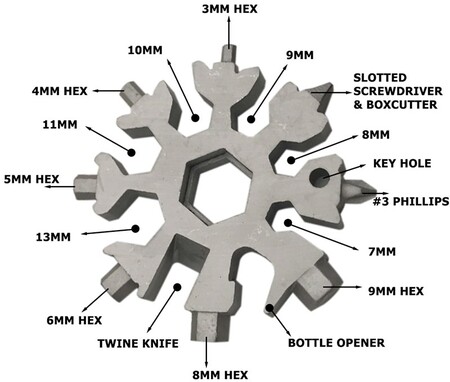 3MM HEX
10MM
9MM
4MM HEX
SLOTTED
SCREWDRIVER
& BOXCUTTER
11MM
8MM
KEY HOLE
5MM HEX
#3 PHILLIPS
13MM
7MM
9MM HEX
6MM HEX
TWINE KNIFE
BOTTLE OPENER
8MM HEX